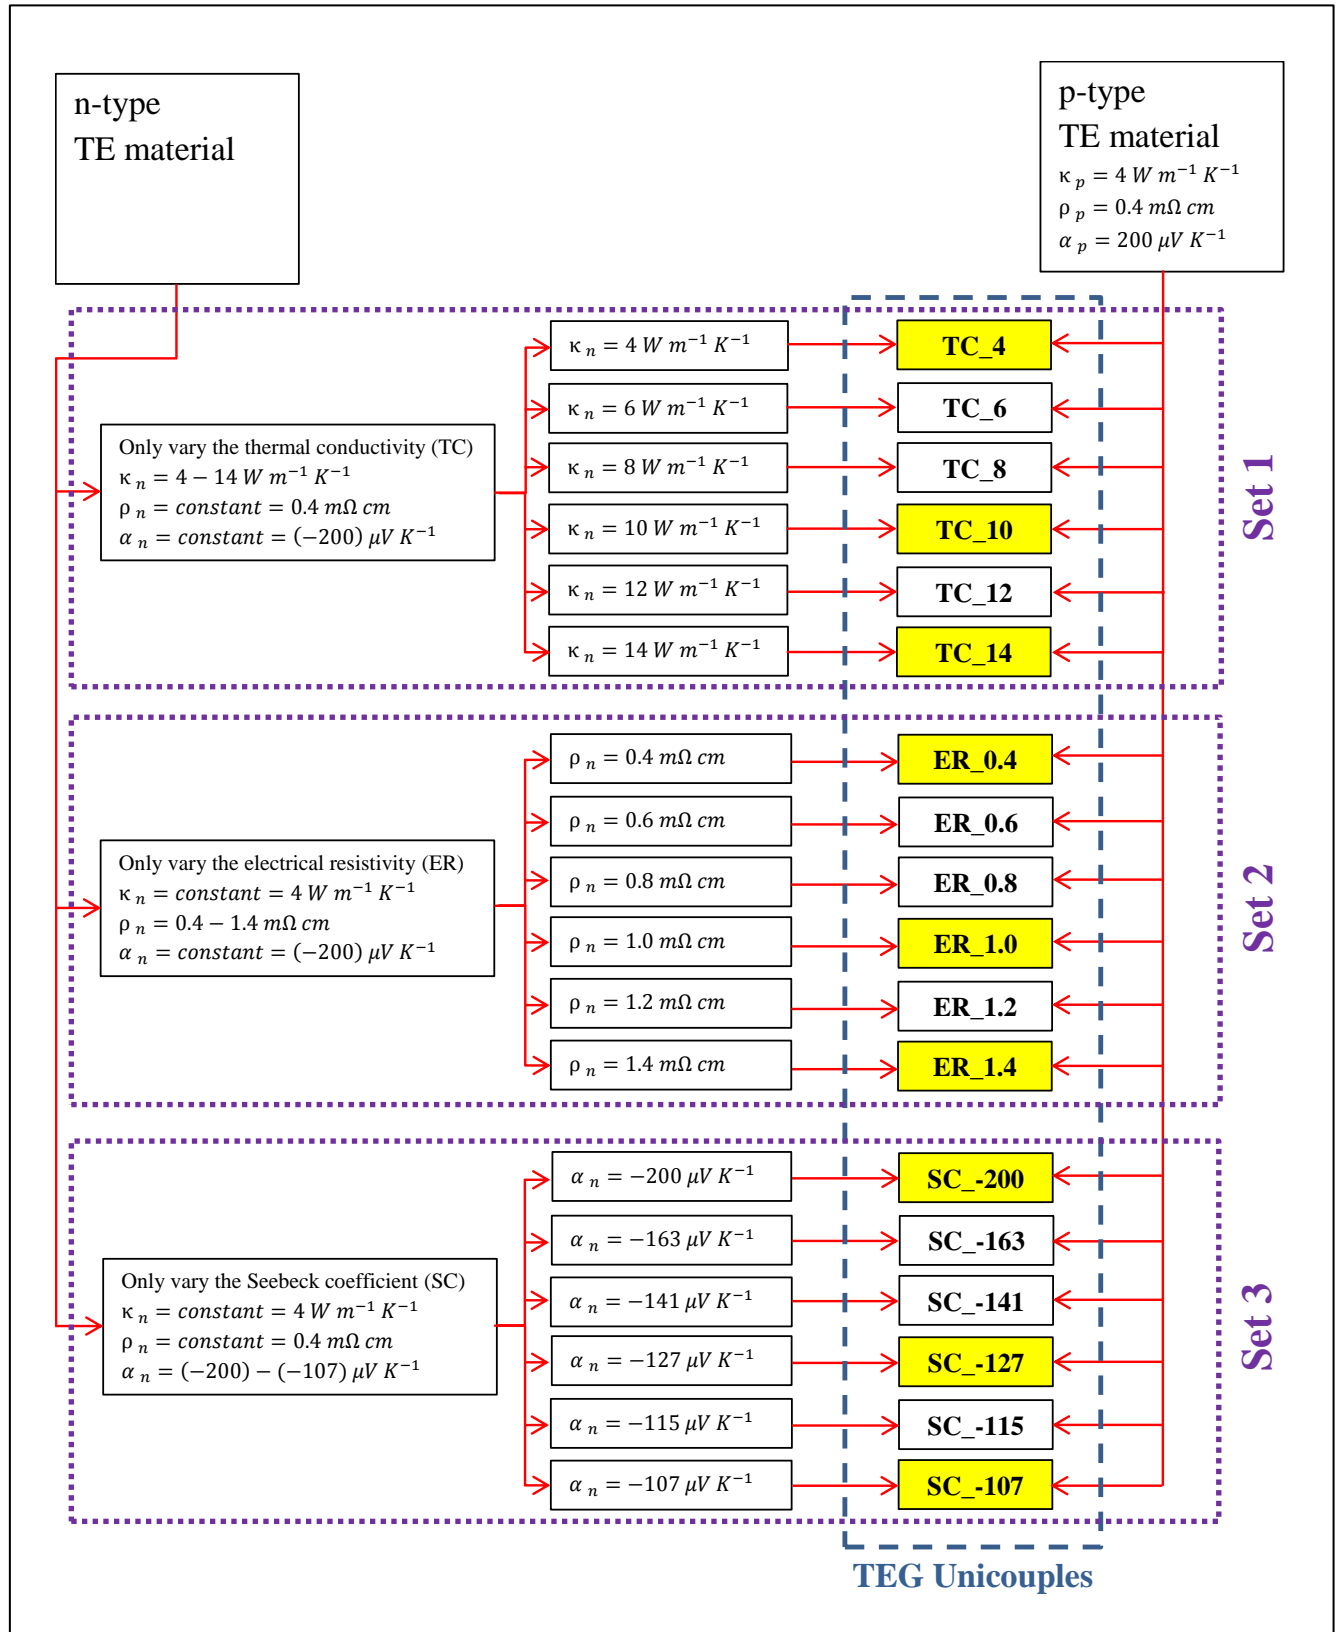 n-type
TE material
p-type
TE material
κ p = 4 W m⁻¹ K⁻¹
ρ p = 0.4 mΩ cm
α p = 200 μV K⁻¹
Only vary the thermal conductivity (TC)
κ n = 4 − 14 W m⁻¹ K⁻¹
ρ n = constant = 0.4 mΩ cm
α n = constant = (−200) μV K⁻¹
κ n = 4 W m⁻¹ K⁻¹
TC_4
κ n = 6 W m⁻¹ K⁻¹
TC_6
κ n = 8 W m⁻¹ K⁻¹
TC_8
κ n = 10 W m⁻¹ K⁻¹
TC_10
κ n = 12 W m⁻¹ K⁻¹
TC_12
κ n = 14 W m⁻¹ K⁻¹
TC_14
Set 1
Only vary the electrical resistivity (ER)
κ n = constant = 4 W m⁻¹ K⁻¹
ρ n = 0.4 − 1.4 mΩ cm
α n = constant = (−200) μV K⁻¹
ρ n = 0.4 mΩ cm
ER_0.4
ρ n = 0.6 mΩ cm
ER_0.6
ρ n = 0.8 mΩ cm
ER_0.8
ρ n = 1.0 mΩ cm
ER_1.0
ρ n = 1.2 mΩ cm
ER_1.2
ρ n = 1.4 mΩ cm
ER_1.4
Set 2
Only vary the Seebeck coefficient (SC)
κ n = constant = 4 W m⁻¹ K⁻¹
ρ n = constant = 0.4 mΩ cm
α n = (−200) − (−107) μV K⁻¹
α n = −200 μV K⁻¹
SC_-200
α n = −163 μV K⁻¹
SC_-163
α n = −141 μV K⁻¹
SC_-141
α n = −127 μV K⁻¹
SC_-127
α n = −115 μV K⁻¹
SC_-115
α n = −107 μV K⁻¹
SC_-107
Set 3
TEG Unicouples